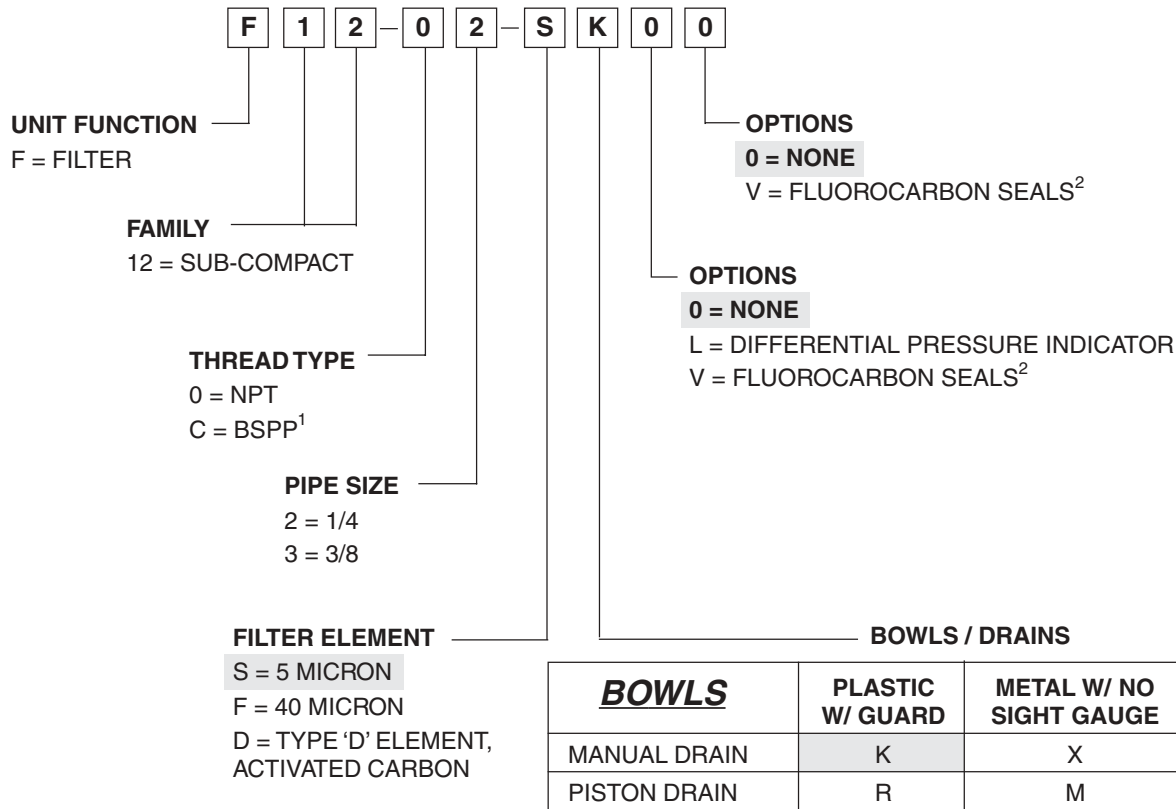 F 1 2 – 0 2 – S K 0 0
UNIT FUNCTION
F = FILTER
FAMILY
12 = SUB-COMPACT
THREAD TYPE
0 = NPT
C = BSPP¹
PIPE SIZE
2 = 1/4
3 = 3/8
FILTER ELEMENT
S = 5 MICRON
F = 40 MICRON
D = TYPE ‘D’ ELEMENT,
ACTIVATED CARBON
OPTIONS
0 = NONE
V = FLUOROCARBON SEALS²
OPTIONS
0 = NONE
L = DIFFERENTIAL PRESSURE INDICATOR
V = FLUOROCARBON SEALS²
BOWLS / DRAINS
BOWLS PLASTIC W/ GUARD METAL W/ NO SIGHT GAUGE
MANUAL DRAIN K X
PISTON DRAIN R M